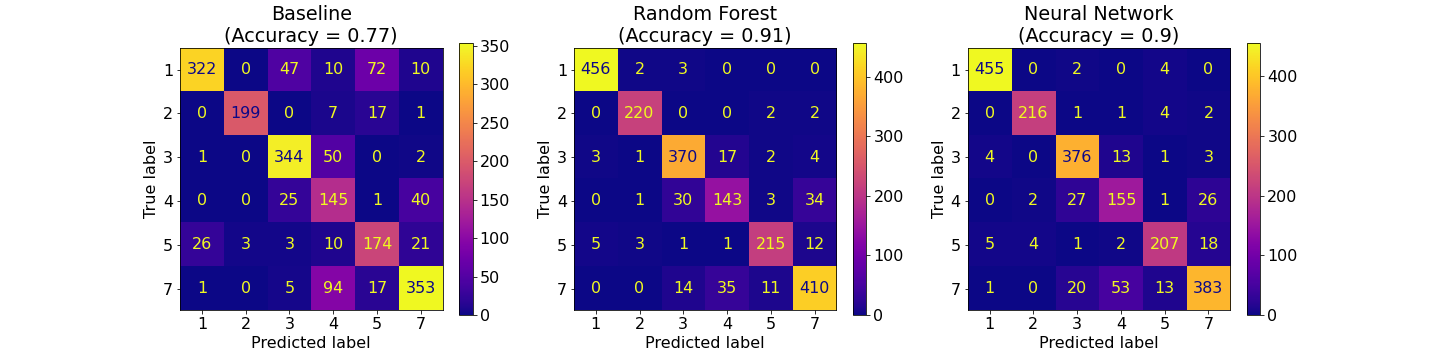 Baseline
(Accuracy = 0.77)
True label
1 322 0 47 10 72 10
2 0 199 0 7 17 1
3 1 0 344 50 0 2
4 0 0 25 145 1 40
5 26 3 3 10 174 21
7 1 0 5 94 17 353
1 2 3 4 5 7
Predicted label
350
300
250
200
150
100
50
0
Random Forest
(Accuracy = 0.91)
True label
1 456 2 3 0 0 0
2 0 220 0 0 2 2
3 3 1 370 17 2 4
4 0 1 30 143 3 34
5 5 3 1 1 215 12
7 0 0 14 35 11 410
1 2 3 4 5 7
Predicted label
400
300
200
100
0
Neural Network
(Accuracy = 0.9)
True label
1 455 0 2 0 4 0
2 0 216 1 1 4 2
3 4 0 376 13 1 3
4 0 2 27 155 1 26
5 5 4 1 2 207 18
7 1 0 20 53 13 383
1 2 3 4 5 7
Predicted label
400
300
200
100
0